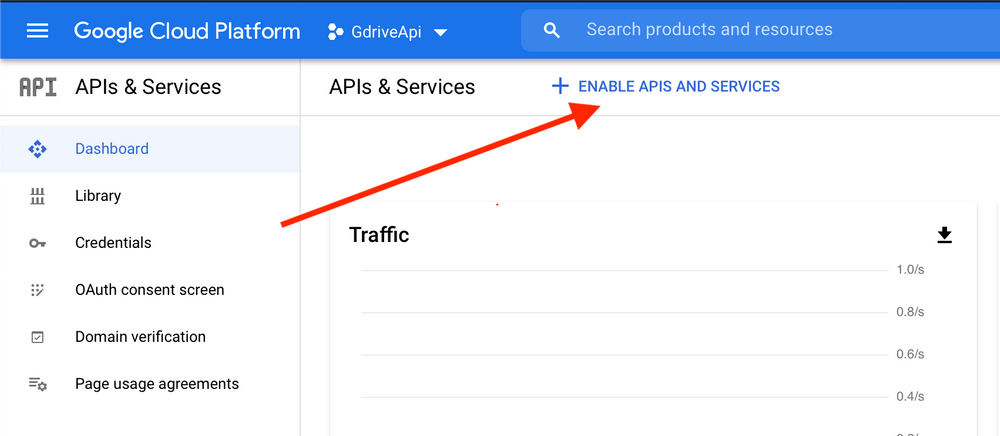 Google Cloud Platform
GdriveApi
Search products and resources
API APIs & Services
APIs & Services
ENABLE APIS AND SERVICES
Dashboard
Library
Credentials
OAuth consent screen
Domain verification
Page usage agreements
Traffic
1.0/s
0.8/s
0.6/s
0.4/s